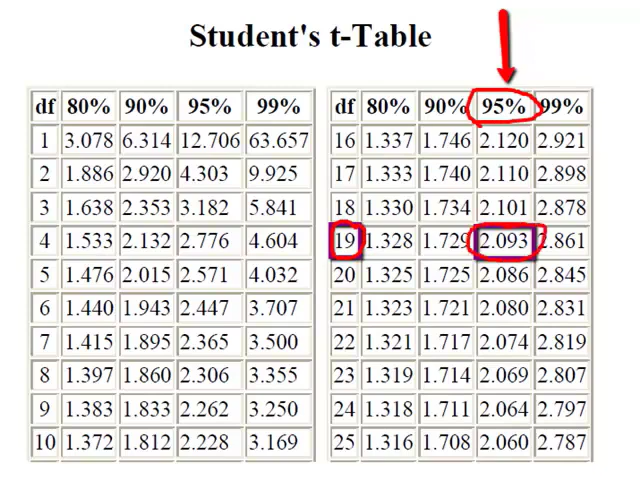 Student's t-Table
df 80% 90% 95% 99%
1 3.078 6.314 12.706 63.657
2 1.886 2.920 4.303 9.925
3 1.638 2.353 3.182 5.841
4 1.533 2.132 2.776 4.604
5 1.476 2.015 2.571 4.032
6 1.440 1.943 2.447 3.707
7 1.415 1.895 2.365 3.500
8 1.397 1.860 2.306 3.355
9 1.383 1.833 2.262 3.250
10 1.372 1.812 2.228 3.169
df 80% 90% 95% 99%
16 1.337 1.746 2.120 2.921
17 1.333 1.740 2.110 2.898
18 1.330 1.734 2.101 2.878
19 1.328 1.729 2.093 2.861
20 1.325 1.725 2.086 2.845
21 1.323 1.721 2.080 2.831
22 1.321 1.717 2.074 2.819
23 1.319 1.714 2.069 2.807
24 1.318 1.711 2.064 2.797
25 1.316 1.708 2.060 2.787